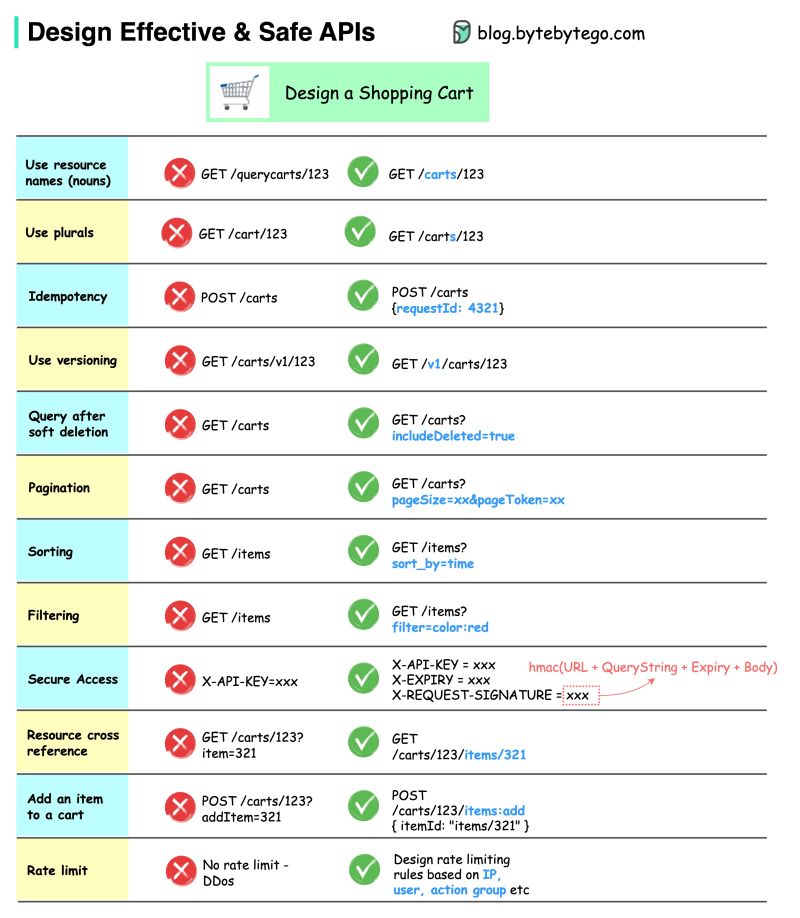 Design Effective & Safe APIs
blog.bytebytego.com
Design a Shopping Cart
Use resource
names (nouns)
GET /querycarts/123
GET /carts/123
Use plurals
GET /cart/123
GET /carts/123
Idempotency
POST /carts
POST /carts
{requestId: 4321}
Use versioning
GET /carts/v1/123
GET /v1/carts/123
Query after
soft deletion
GET /carts
GET /carts?
includeDeleted=true
Pagination
GET /carts
GET /carts?
pageSize=xx&pageToken=xx
Sorting
GET /items
GET /items?
sort_by=time
Filtering
GET /items
GET /items?
filter=color:red
Secure Access
X-API-KEY=xxx
X-API-KEY = xxx
X-EXPIRY = xxx
X-REQUEST-SIGNATURE = xxx
hmac(URL + QueryString + Expiry + Body)
Resource cross
reference
GET /carts/123?
item=321
GET
/carts/123/items/321
Add an item
to a cart
POST /carts/123?
addItem=321
POST
/carts/123/items:add
{ itemId: "items/321" }
Rate limit
No rate limit -
DDos
Design rate limiting
rules based on IP,
user, action group etc